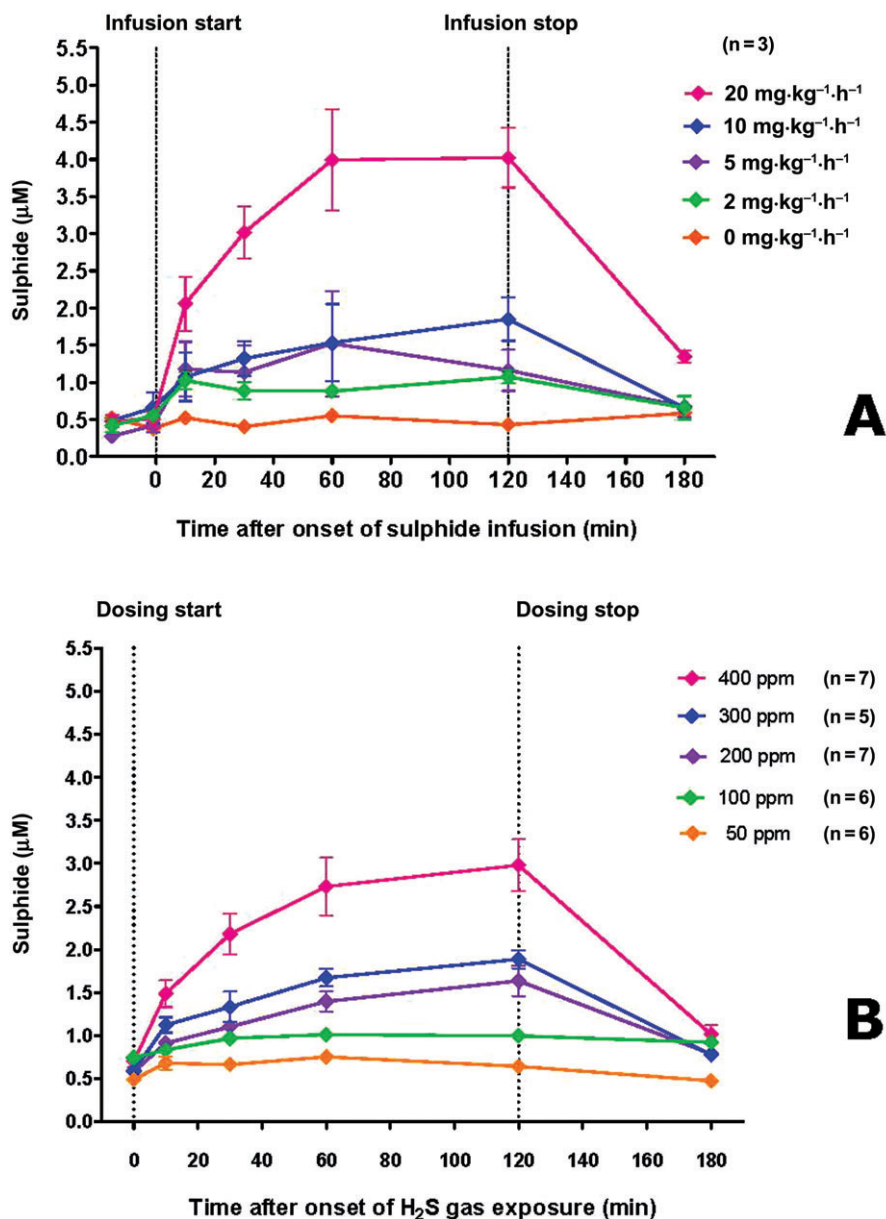 Infusion start Infusion stop
(n = 3)
5.5
5.0
4.5
4.0
3.5
3.0
2.5
2.0
1.5
1.0
0.5
0.0
Sulphide (µM)
20 mg·kg⁻¹·h⁻¹
10 mg·kg⁻¹·h⁻¹
5 mg·kg⁻¹·h⁻¹
2 mg·kg⁻¹·h⁻¹
0 mg·kg⁻¹·h⁻¹
A
0 20 40 60 80 100 120 140 160 180
Time after onset of sulphide infusion (min)
Dosing start Dosing stop
5.5
5.0
4.5
4.0
3.5
3.0
2.5
2.0
1.5
1.0
0.5
0.0
Sulphide (µM)
400 ppm (n = 7)
300 ppm (n = 5)
200 ppm (n = 7)
100 ppm (n = 6)
50 ppm (n = 6)
B
0 20 40 60 80 100 120 140 160 180
Time after onset of H₂S gas exposure (min)